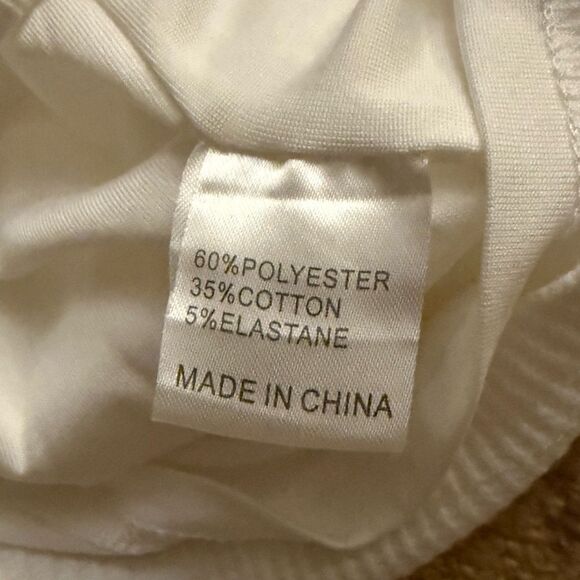 60%POLYESTER
35%COTTON
5%ELASTANE
MADE IN CHINA